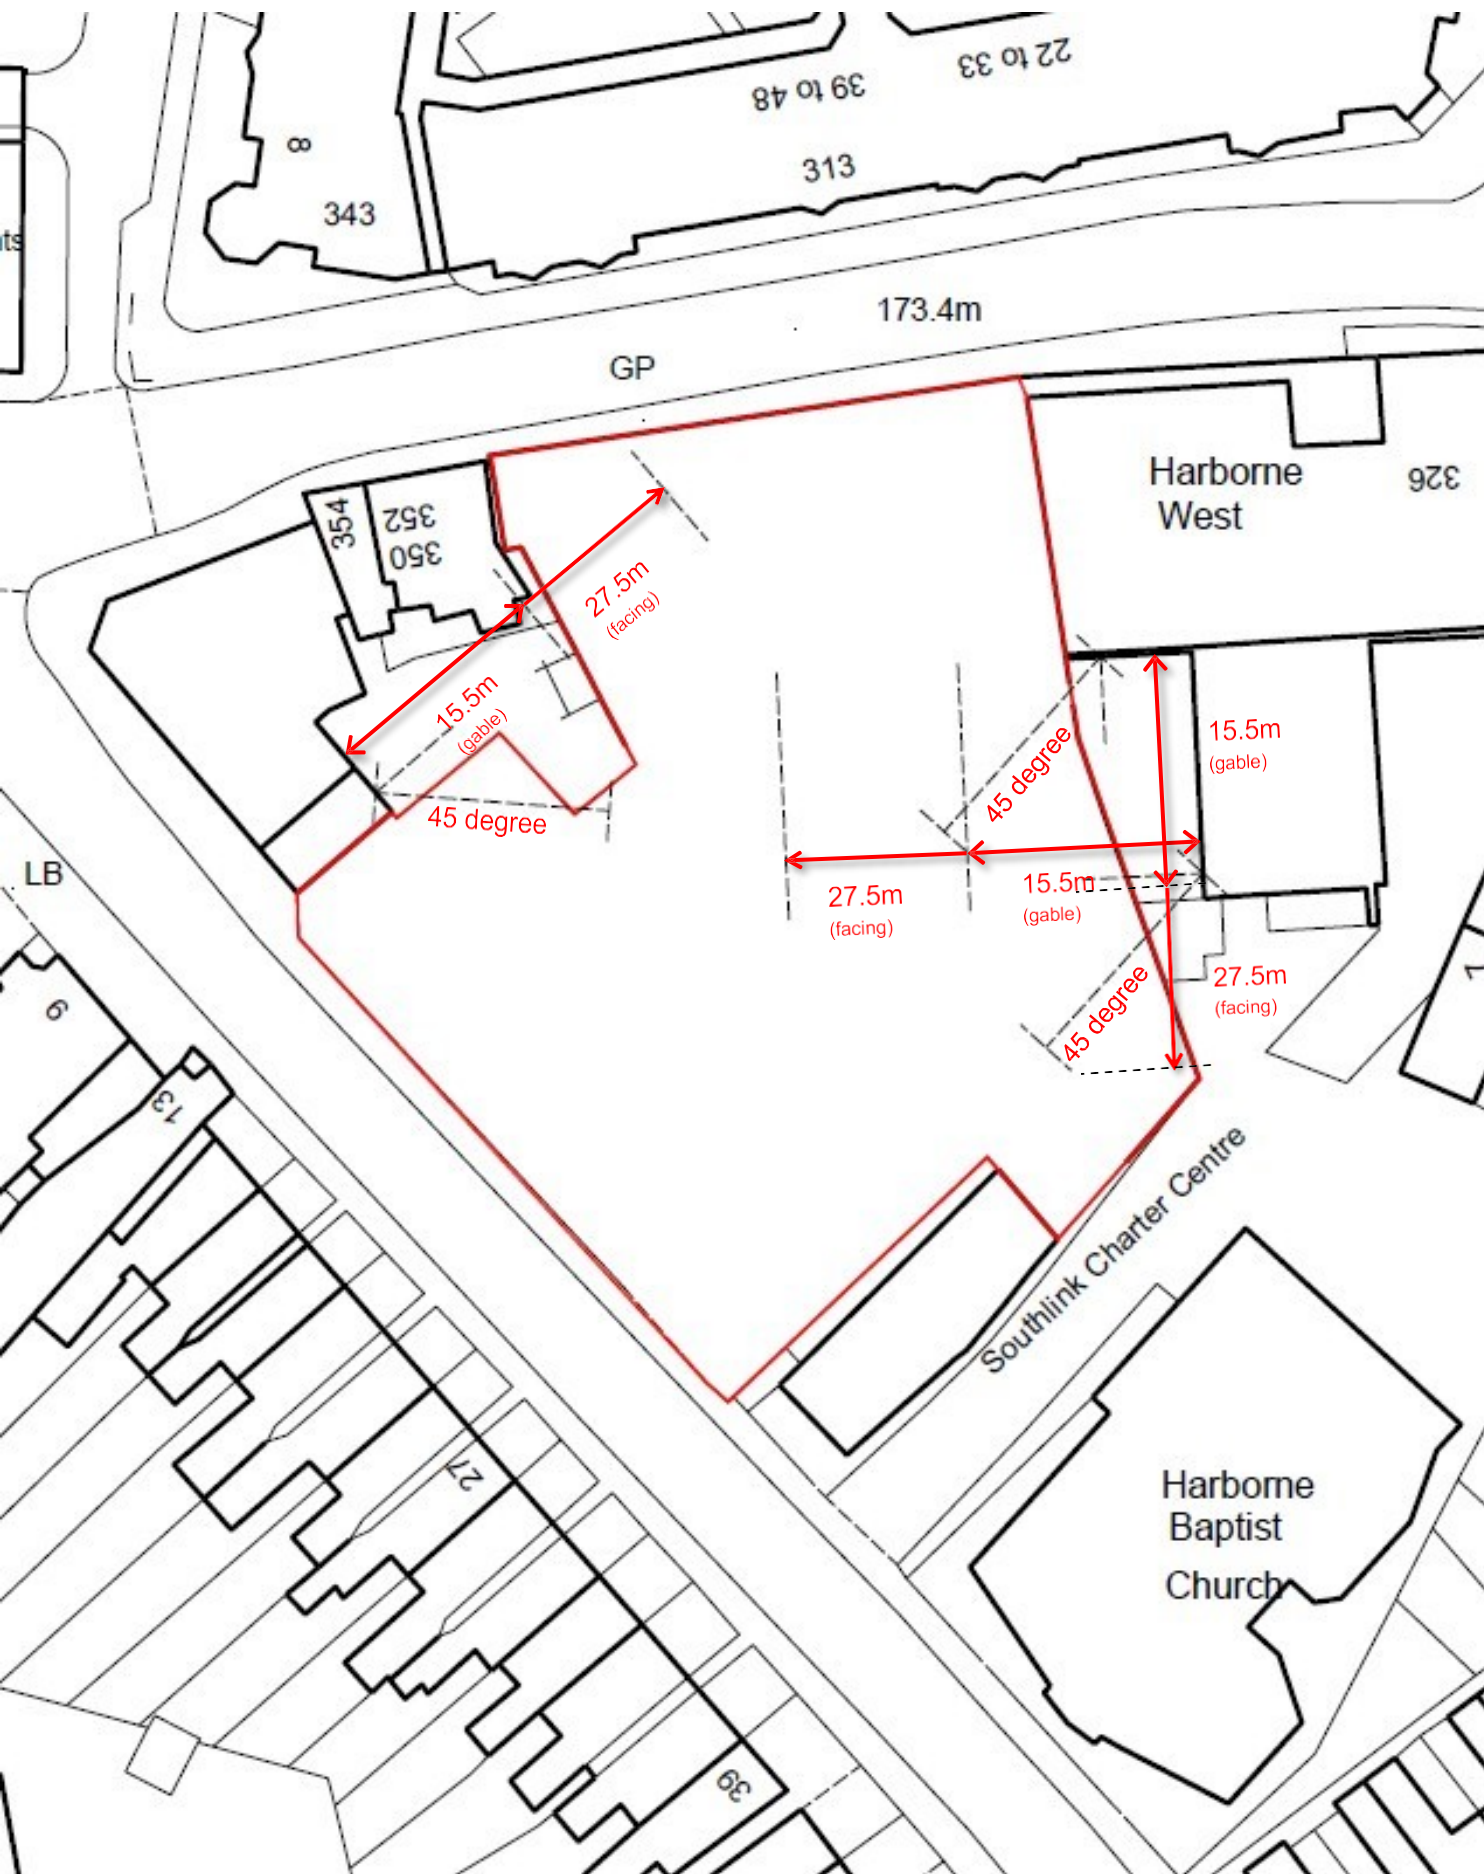 22 to 33
39 to 48
8
313
343
nts
173.4m
GP
Harborne
West
326
354
352
350
27.5m
(facing)
15.5m
(gable)
45 degree
45 degree
15.5m
(gable)
LB
27.5m
(facing)
15.5m
(gable)
45 degree
27.5m
(facing)
9
13
Southlink Charter Centre
27
Harborne
Baptist
Church
39